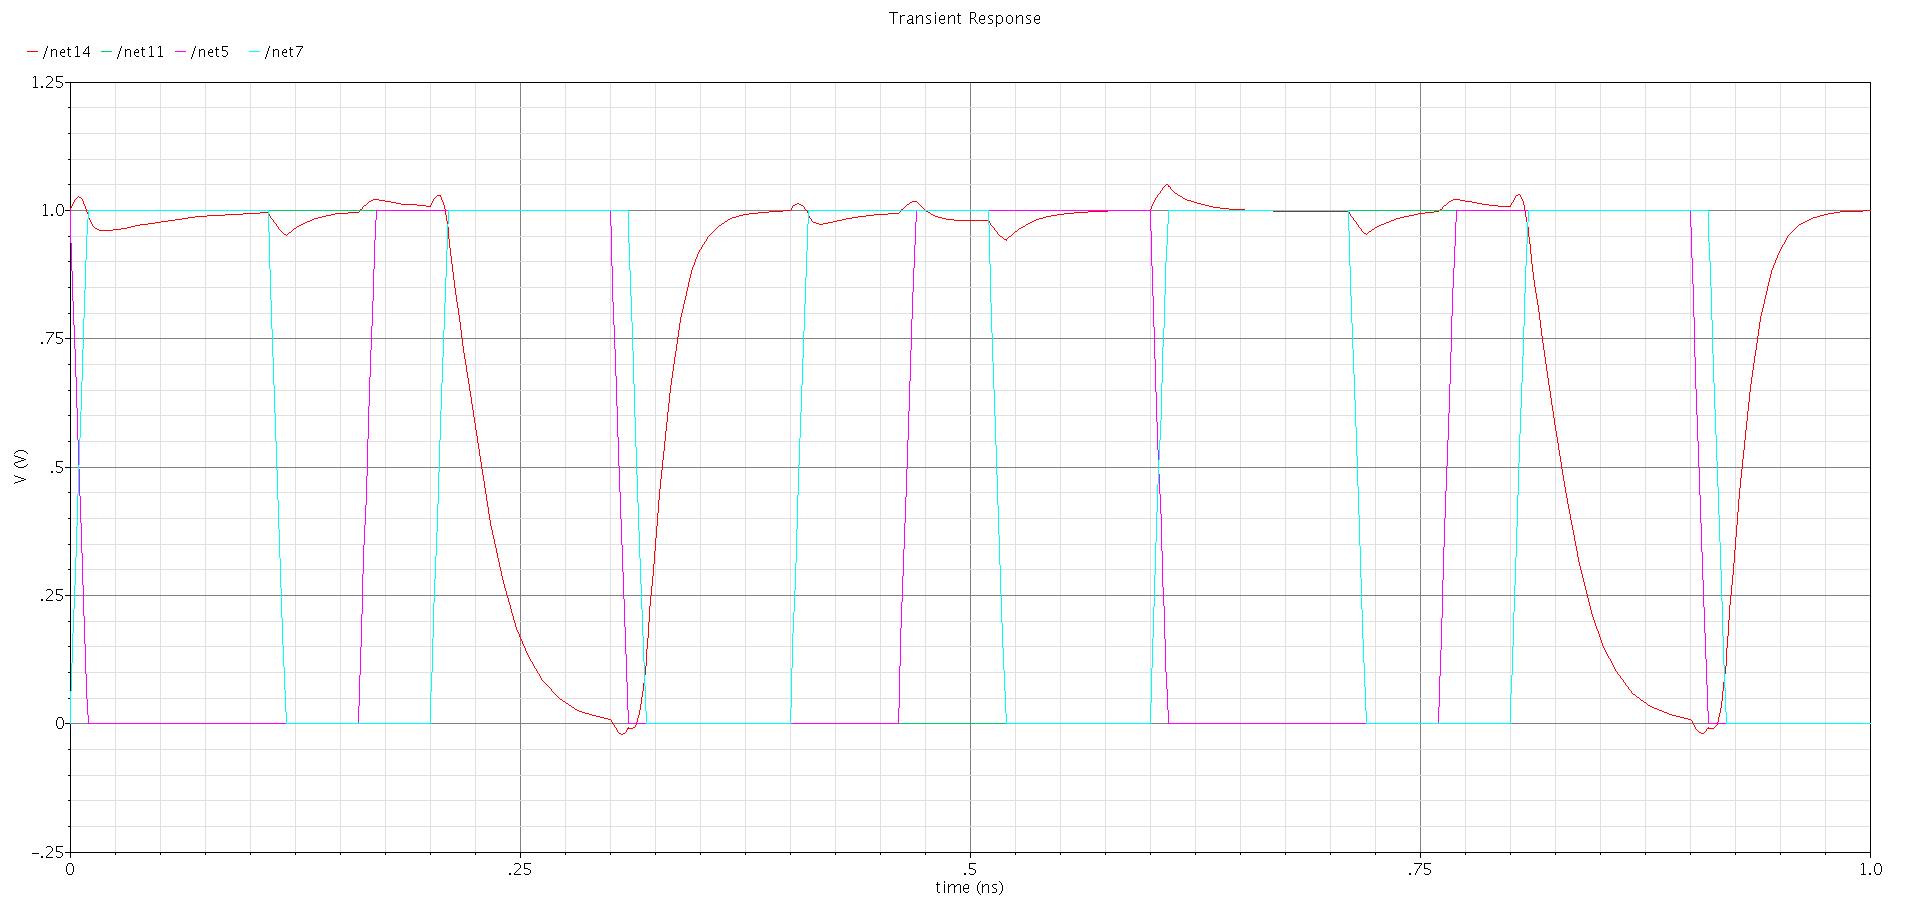 Transient Response
/net14 /net11 /net5 /net7
1.25
1.0
.75
V (V)
.5
.25
0
-.25
0 .25 .5 .75 1.0
time (ns)